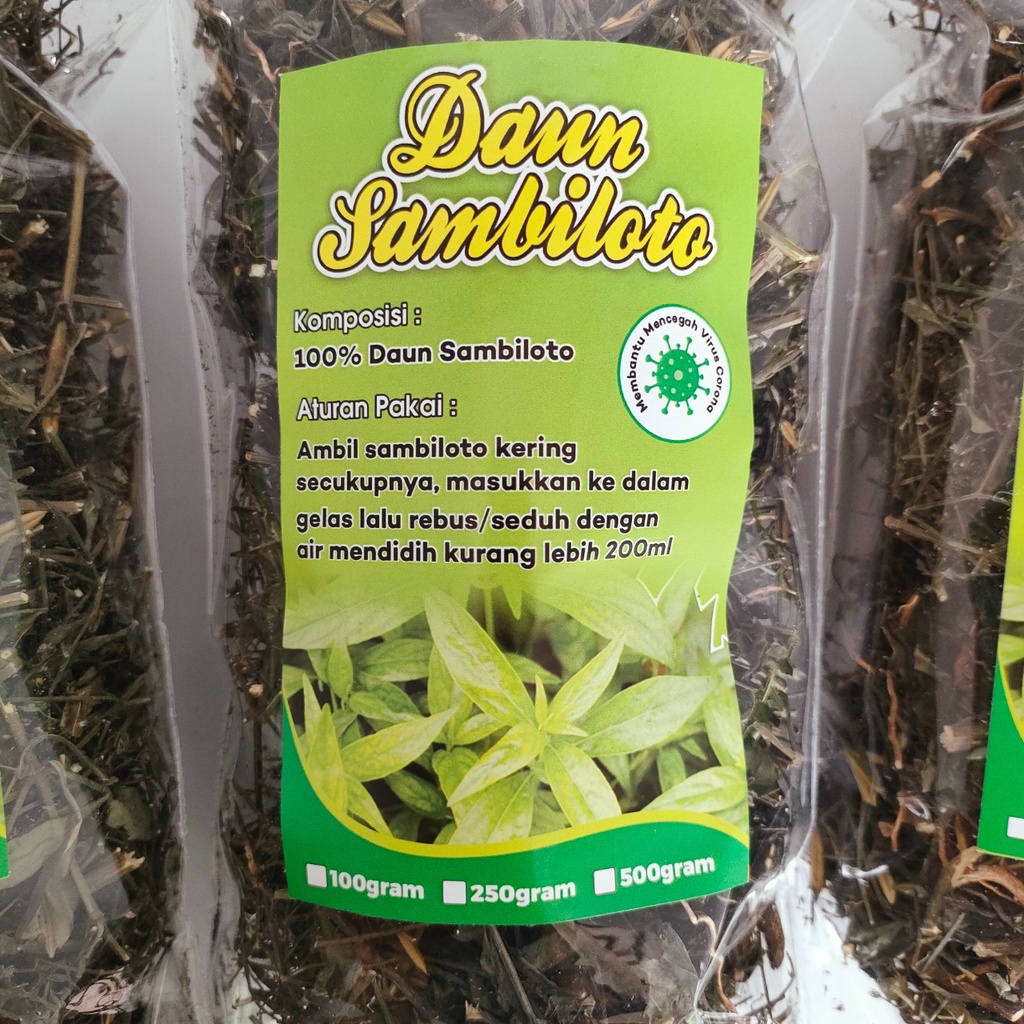 Daun
Sambiloto
Komposisi :
100% Daun Sambiloto
Membantu Mencegah Virus Corona
Aturan Pakai :
Ambil sambiloto kering
secukupnya, masukkan ke dalam
gelas lalu rebus/seduh dengan
air mendidih kurang lebih 200ml
100gram 250gram 500gram